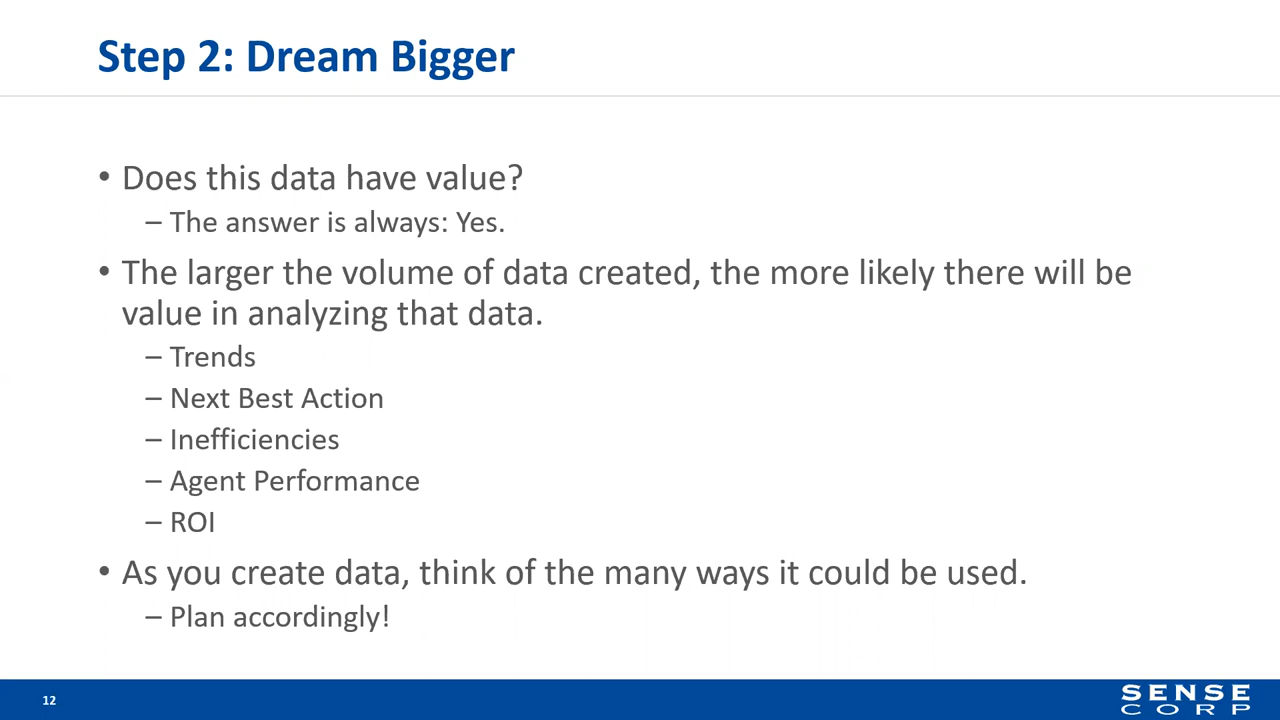 Step 2: Dream Bigger
• Does this data have value?
– The answer is always: Yes.
• The larger the volume of data created, the more likely there will be
value in analyzing that data.
– Trends
– Next Best Action
– Inefficiencies
– Agent Performance
– ROI
• As you create data, think of the many ways it could be used.
– Plan accordingly!
12
SENSE
CORP